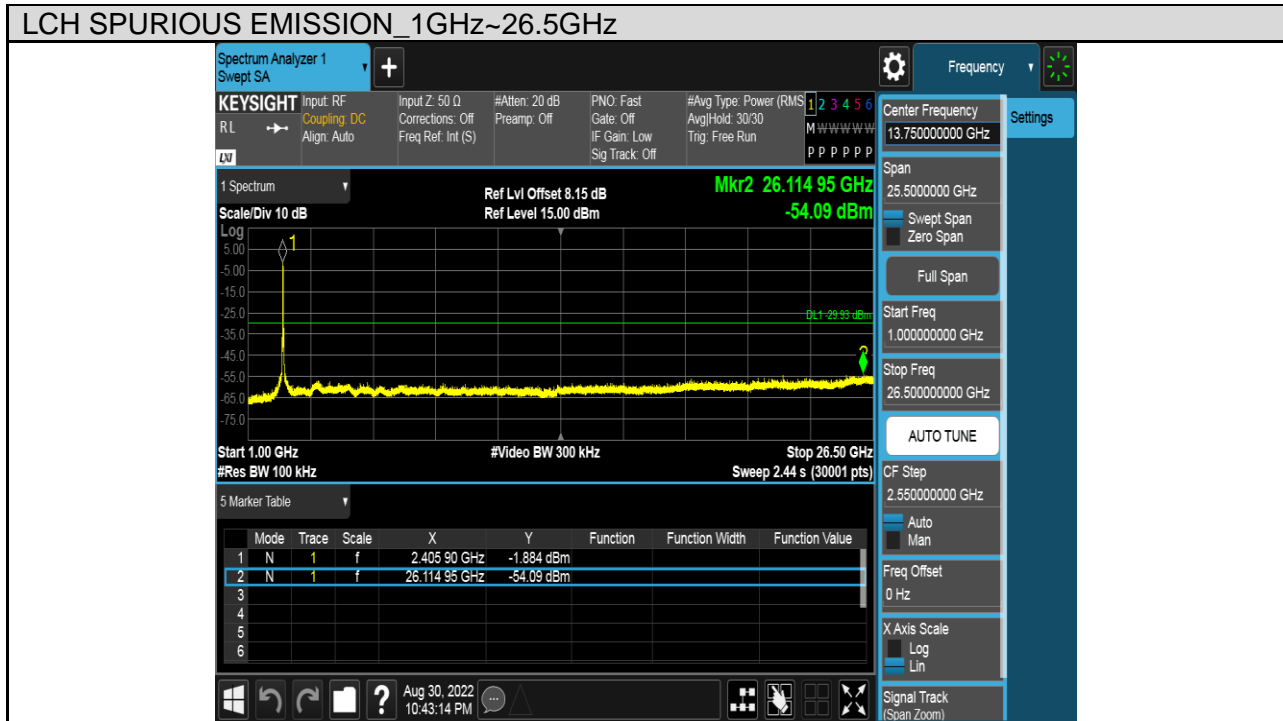 LCH SPURIOUS EMISSION_1GHz~26.5GHz
Spectrum Analyzer 1
Swept SA
+
Frequency
KEYSIGHT
RL
LXI
Input: RF
Coupling: DC
Align: Auto
Input Z: 50 Ω
Corrections: Off
Freq Ref: Int (S)
#Atten: 20 dB
Preamp: Off
PNO: Fast
Gate: Off
IF Gain: Low
Sig Track: Off
#Avg Type: Power (RMS
Avg|Hold: 30/30
Trig: Free Run
1 2 3 4 5 6
M W W W W W
P P P P P P
1 Spectrum
Scale/Div 10 dB
Ref Lvl Offset 8.15 dB
Ref Level 15.00 dBm
Mkr2 26.114 95 GHz
-54.09 dBm
Log
5.00
-5.00
-15.0
-25.0
-35.0
-45.0
-55.0
-65.0
-75.0
1
DL1 -29.93 dBm
2
Start 1.00 GHz
#Video BW 300 kHz
Stop 26.50 GHz
#Res BW 100 kHz
Sweep 2.44 s (30001 pts)
5 Marker Table
Mode Trace Scale X Y Function Function Width Function Value
1 N 1 f 2.405 90 GHz -1.884 dBm
2 N 1 f 26.114 95 GHz -54.09 dBm
3
4
5
6
?
Aug 30, 2022
10:43:14 PM
Center Frequency
13.750000000 GHz
Settings
Span
25.5000000 GHz
Swept Span
Zero Span
Full Span
Start Freq
1.000000000 GHz
Stop Freq
26.500000000 GHz
AUTO TUNE
CF Step
2.550000000 GHz
Auto
Man
Freq Offset
0 Hz
X Axis Scale
Log
Lin
Signal Track
(Span Zoom)